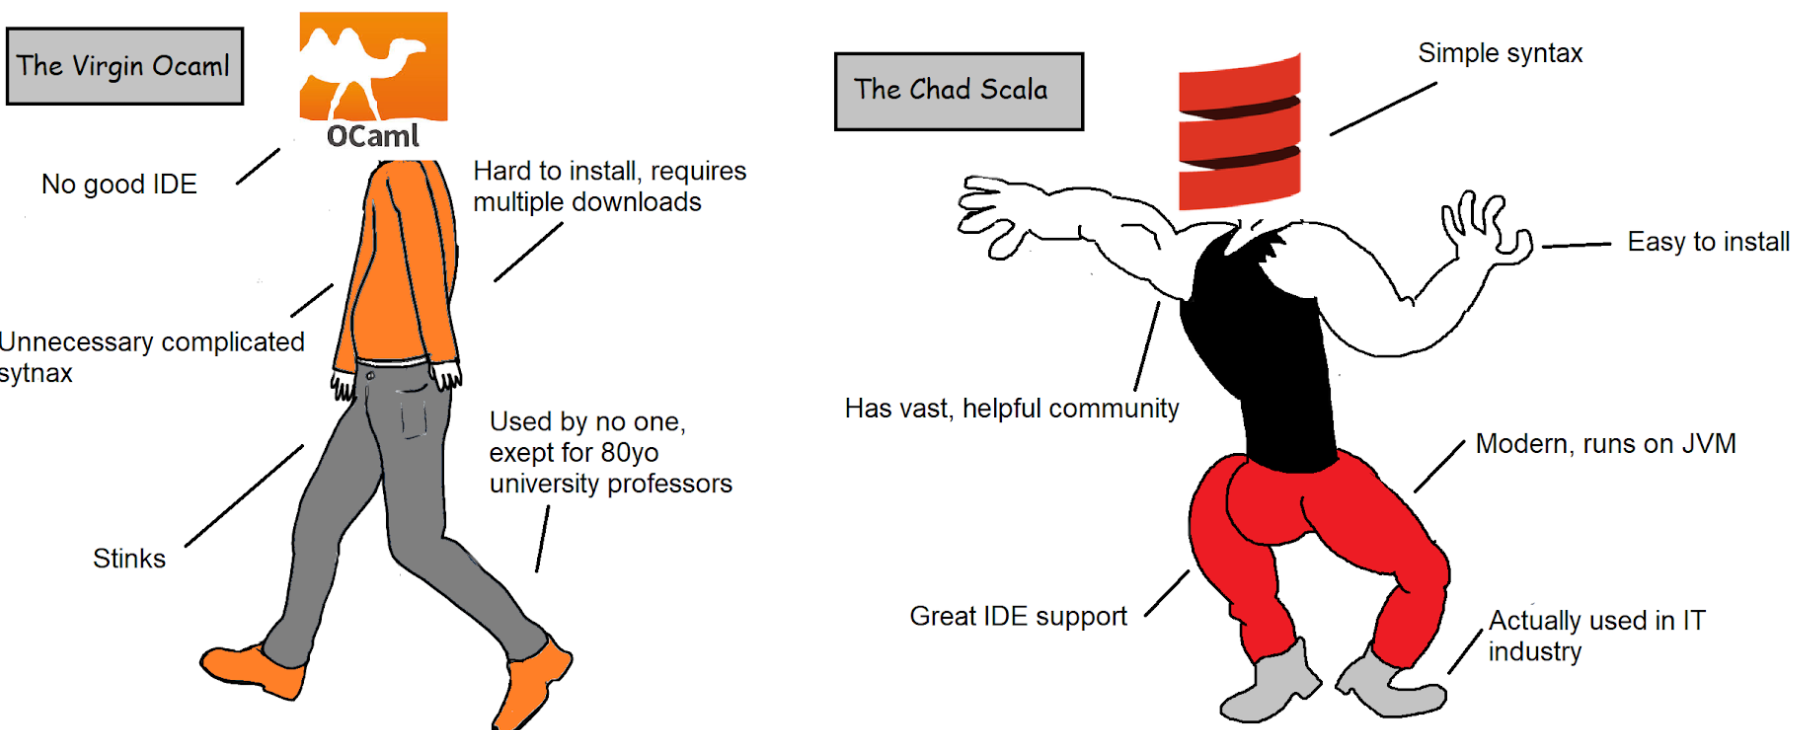 The Virgin Ocaml
OCaml
No good IDE
Hard to install, requires
multiple downloads
Unnecessary complicated
sytnax
Used by no one,
exept for 80yo
university professors
Stinks
The Chad Scala
Simple syntax
Easy to install
Has vast, helpful community
Modern, runs on JVM
Great IDE support
Actually used in IT
industry